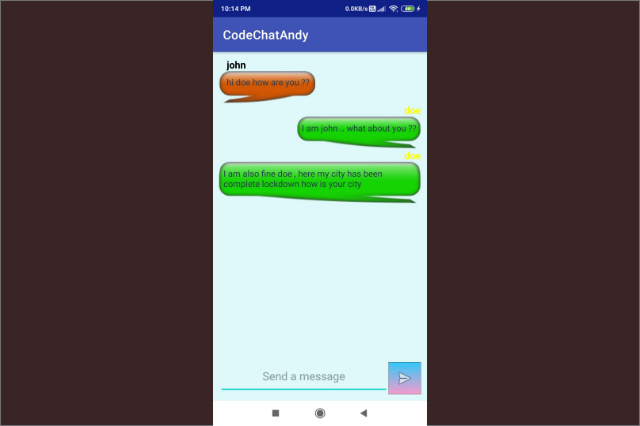 10:14 PM 0.0KB/s
CodeChatAndy
john
hi doe how are you ??
doe
I am john .. what about you ??
doe
I am also fine doe , here my city has been
complete lockdown how is your city
Send a message